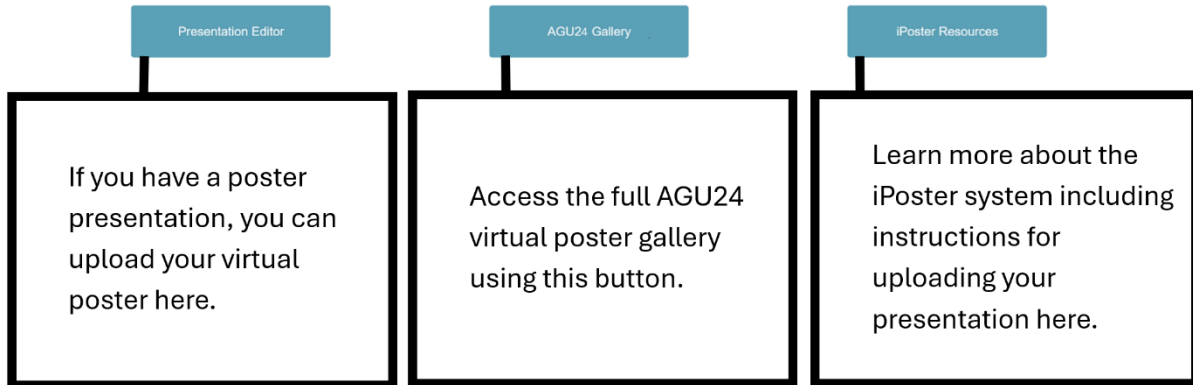 Presentation Editor
AGU24 Gallery
iPoster Resources
If you have a poster
presentation, you can
upload your virtual
poster here.
Access the full AGU24
virtual poster gallery
using this button.
Learn more about the
iPoster system including
instructions for
uploading your
presentation here.